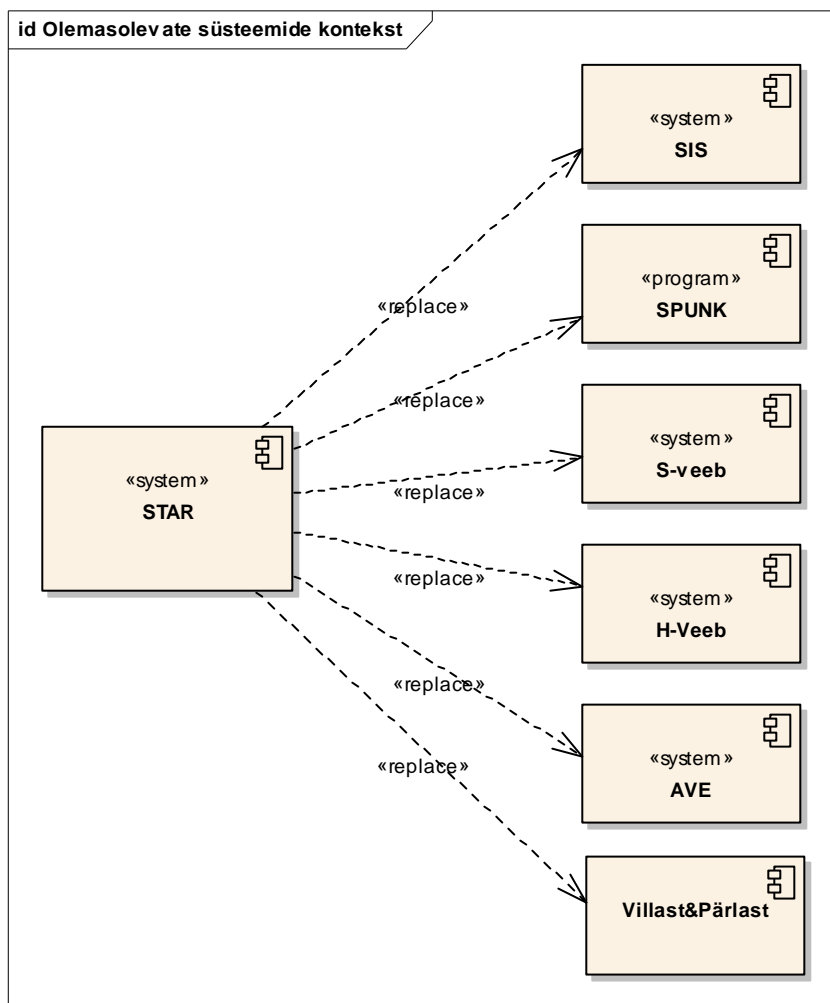 id Olemasolevate süsteemide kontekst
«system»
SIS
«replace»
«program»
SPUNK
«replace»
«system»
STAR
«system»
S-veeb
«replace»
«replace»
«system»
H-Veeb
«replace»
«system»
AVE
«replace»
Villast&Pärlast